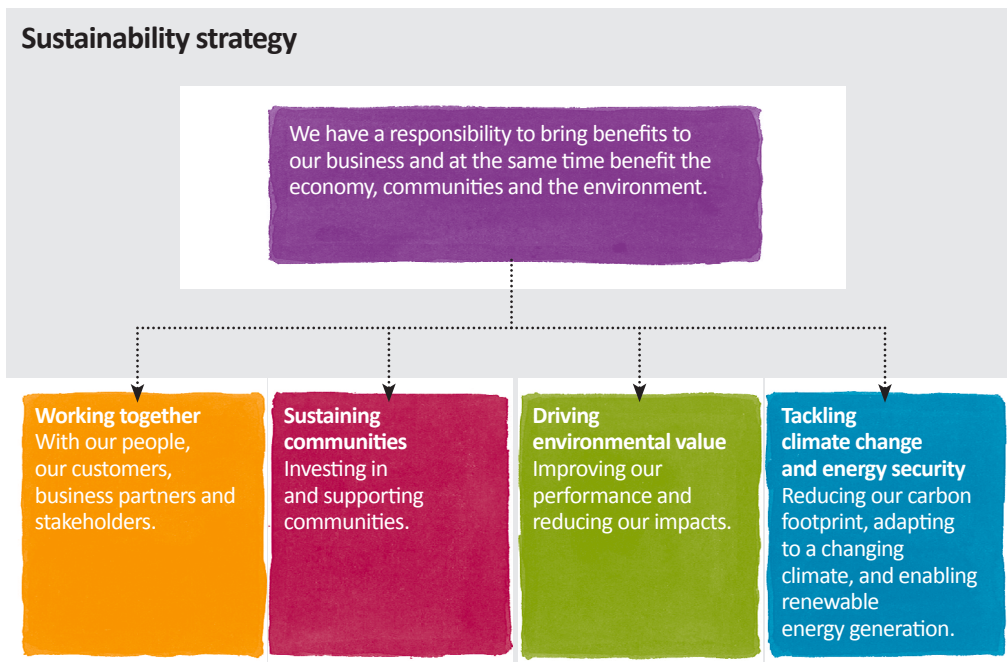 Sustainability strategy
We have a responsibility to bring benefits to
our business and at the same time benefit the
economy, communities and the environment.
Working together
With our people,
our customers,
business partners and
stakeholders.
Sustaining
communities
Investing in
and supporting
communities.
Driving
environmental value
Improving our
performance and
reducing our impacts.
Tackling
climate change
and energy security
Reducing our carbon
footprint, adapting
to a changing
climate, and enabling
renewable
energy generation.